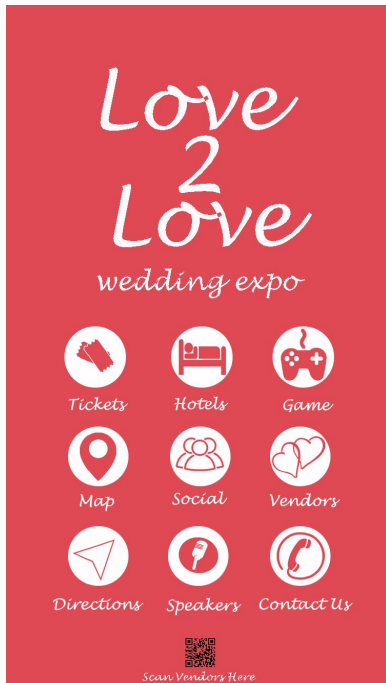 Love
2
Love
wedding expo
Tickets Hotels Game
Map Social Vendors
Directions Speakers Contact Us
Scan Vendors Here